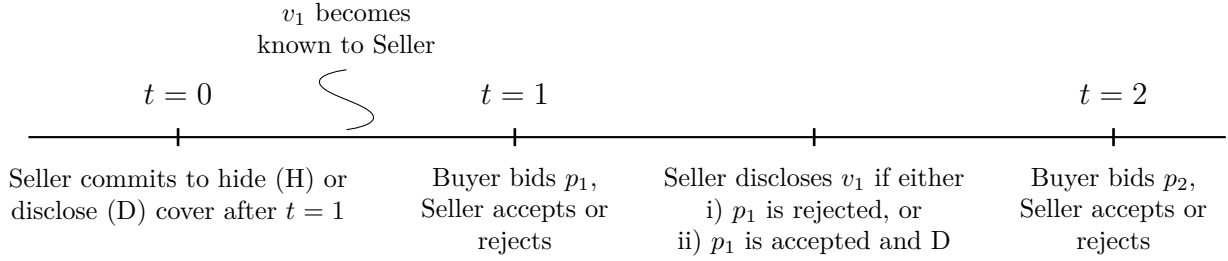 v₁ becomes
known to Seller
t = 0
t = 1
t = 2
Seller commits to hide (H) or
disclose (D) cover after t = 1
Buyer bids p₁,
Seller accepts or
rejects
Seller discloses v₁ if either
i) p₁ is rejected, or
ii) p₁ is accepted and D
Buyer bids p₂,
Seller accepts or
rejects